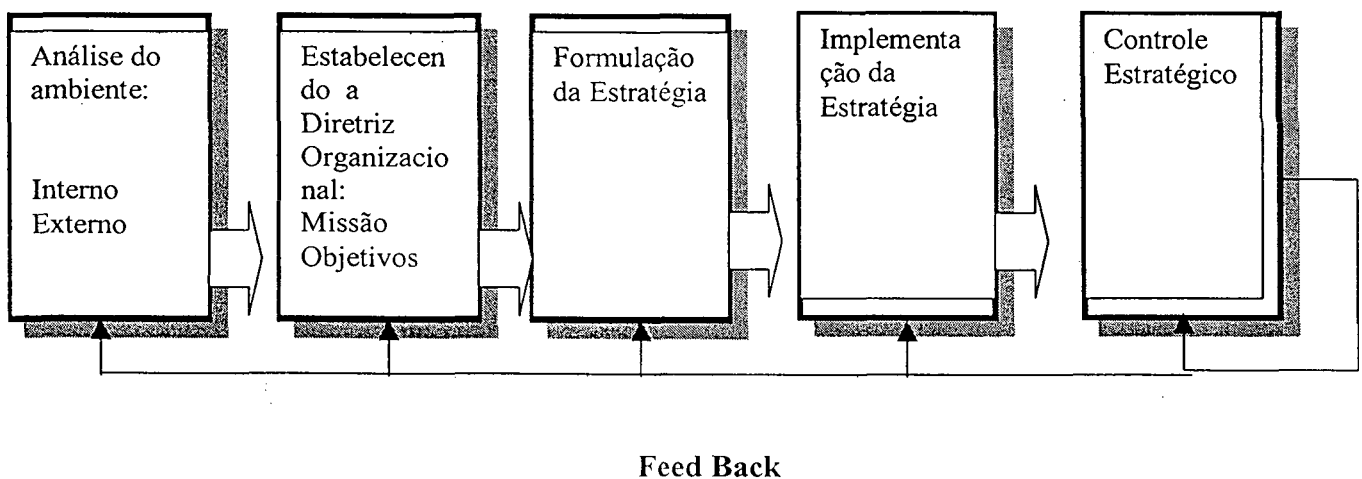 Análise do
ambiente:
Interno
Externo
Estabelecen
do a
Diretriz
Organizacio
nal:
Missão
Objetivos
Formulação
da Estratégia
Implementa
ção da
Estratégia
Controle
Estratégico
Feed Back